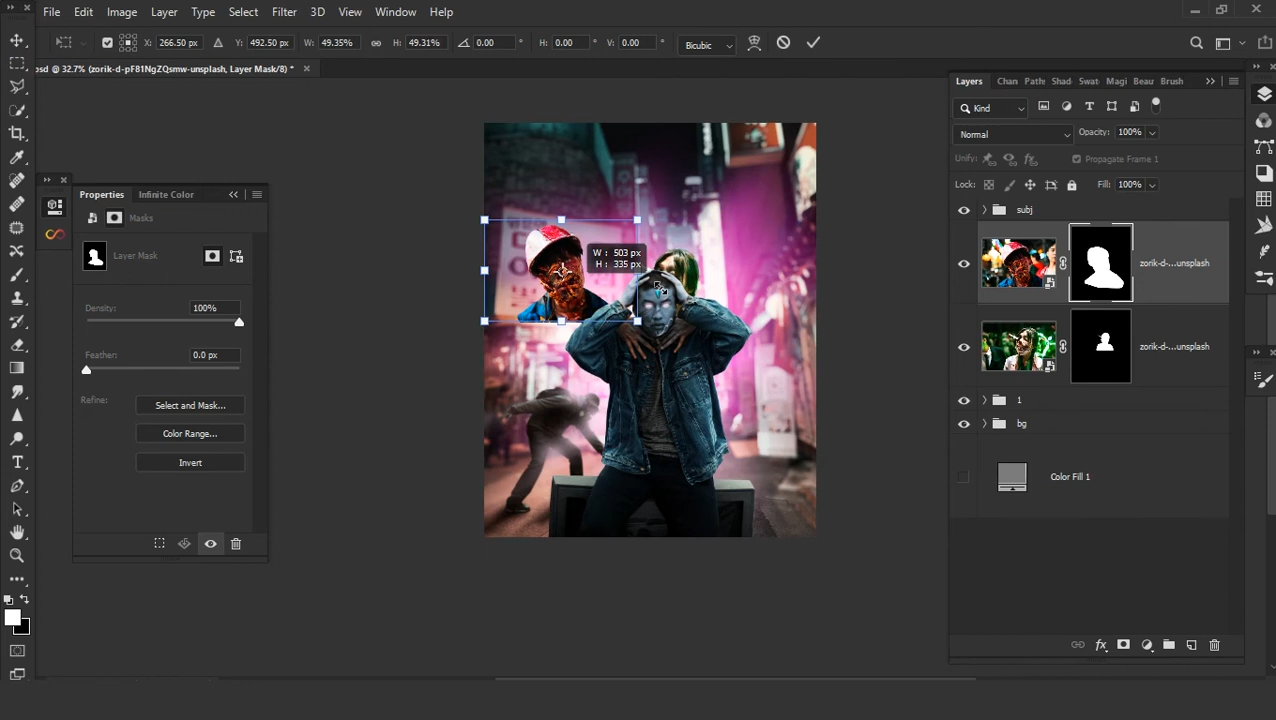 File Edit Image Layer Type Select Filter 3D View Window Help
X: 266.50 px Y: 492.50 px W: 49.35% H: 49.31% 0.00 ° H: 0.00 ° V: 0.00 ° Bicubic
psd @ 32.7% (zorik-d-pF81NgZQsmw-unsplash, Layer Mask/8) *
Properties Infinite Color
Masks
Layer Mask
Density: 100%
Feather: 0.0 px
Refine: Select and Mask...
Color Range...
Invert
W: 503 px
H: 335 px
Layers Chan Path Shad Swat Magi Beau Brush
Kind
Normal Opacity: 100%
Unify: Propagate Frame 1
Lock: Fill: 100%
subj
zorik-d-...unsplash
zorik-d-...unsplash
1
bg
Color Fill 1